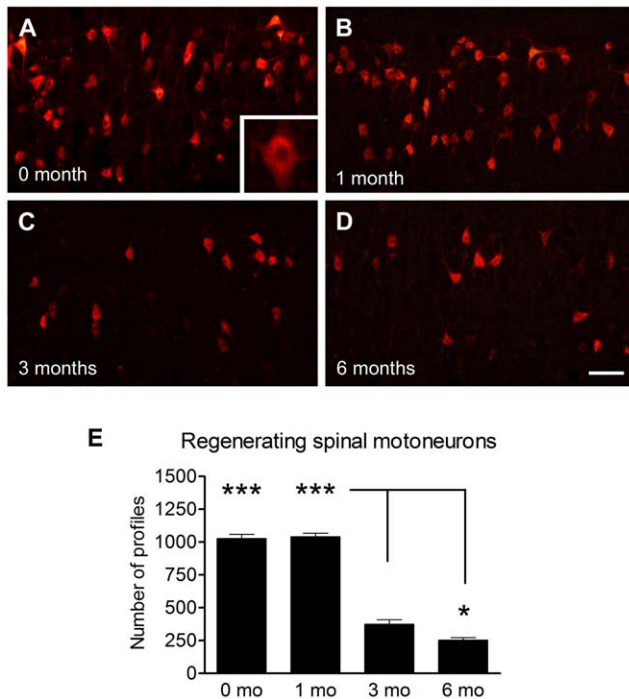 A
0 month
B
1 month
C
3 months
D
6 months
E
Regenerating spinal motoneurons
Number of profiles
1500
1250
1000
750
500
250
0
*** *** *
0 mo 1 mo 3 mo 6 mo